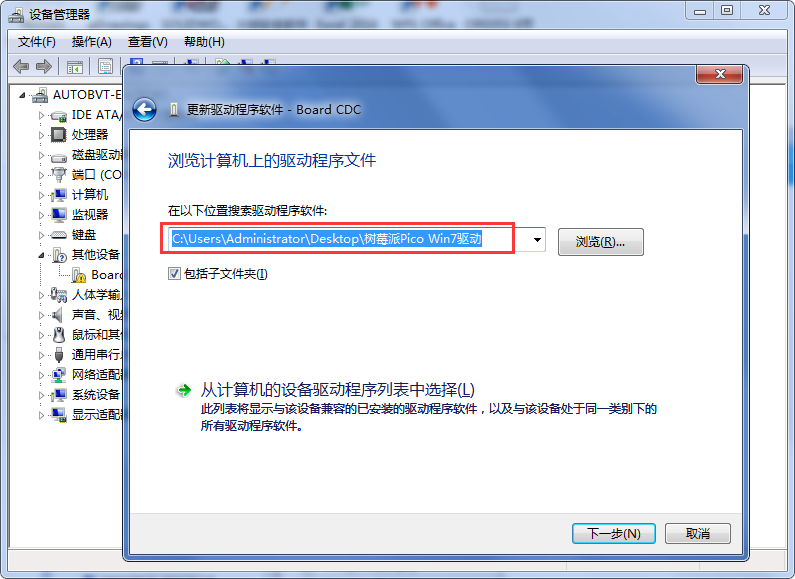 设备管理器
文件(F) 操作(A) 查看(V) 帮助(H)
AUTOBVT-E
IDE ATA/
处理器
磁盘驱动器
端口 (CO
计算机
监视器
键盘
其他设备
Board
人体学输
声音、视
鼠标和其
通用串行
网络适配
系统设备
显示适配
更新驱动程序软件 - Board CDC
浏览计算机上的驱动程序文件
在以下位置搜索驱动程序软件:
C:\Users\Administrator\Desktop\树莓派Pico Win7驱动
浏览(R)...
包括子文件夹(I)
从计算机的设备驱动程序列表中选择(L)
此列表将显示与该设备兼容的已安装的驱动程序软件，以及与该设备处于同一类别下的
所有驱动程序软件。
下一步(N) 取消